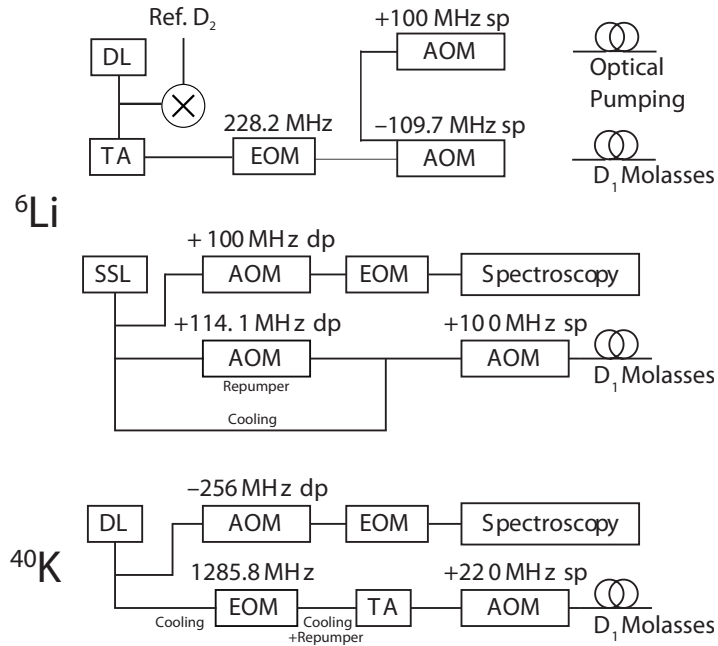 Ref. D₂
+100 MHz sp
DL
AOM
Optical
Pumping
228.2 MHz
–109.7 MHz sp
TA
EOM
AOM
D₁ Molasses
⁶Li
+ 100 MHz dp
SSL
AOM
EOM
Spectroscopy
+114.1 MHz dp
+100 MHz sp
AOM
AOM
Repumper
D₁ Molasses
Cooling
–256 MHz dp
DL
AOM
EOM
Spectroscopy
⁴⁰K
1285.8 MHz
+220 MHz sp
EOM
TA
AOM
Cooling
Cooling
+Repumper
D₁ Molasses